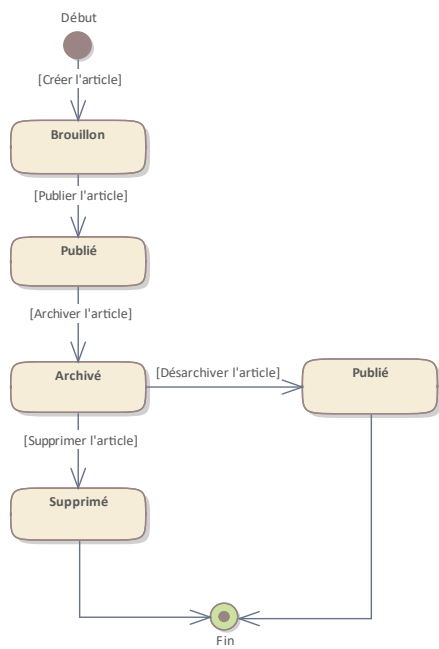 Début
[Créer l'article]
Brouillon
[Publier l'article]
Publié
[Archiver l'article]
Archivé
[Désarchiver l'article]
Publié
[Supprimer l'article]
Supprimé
Fin